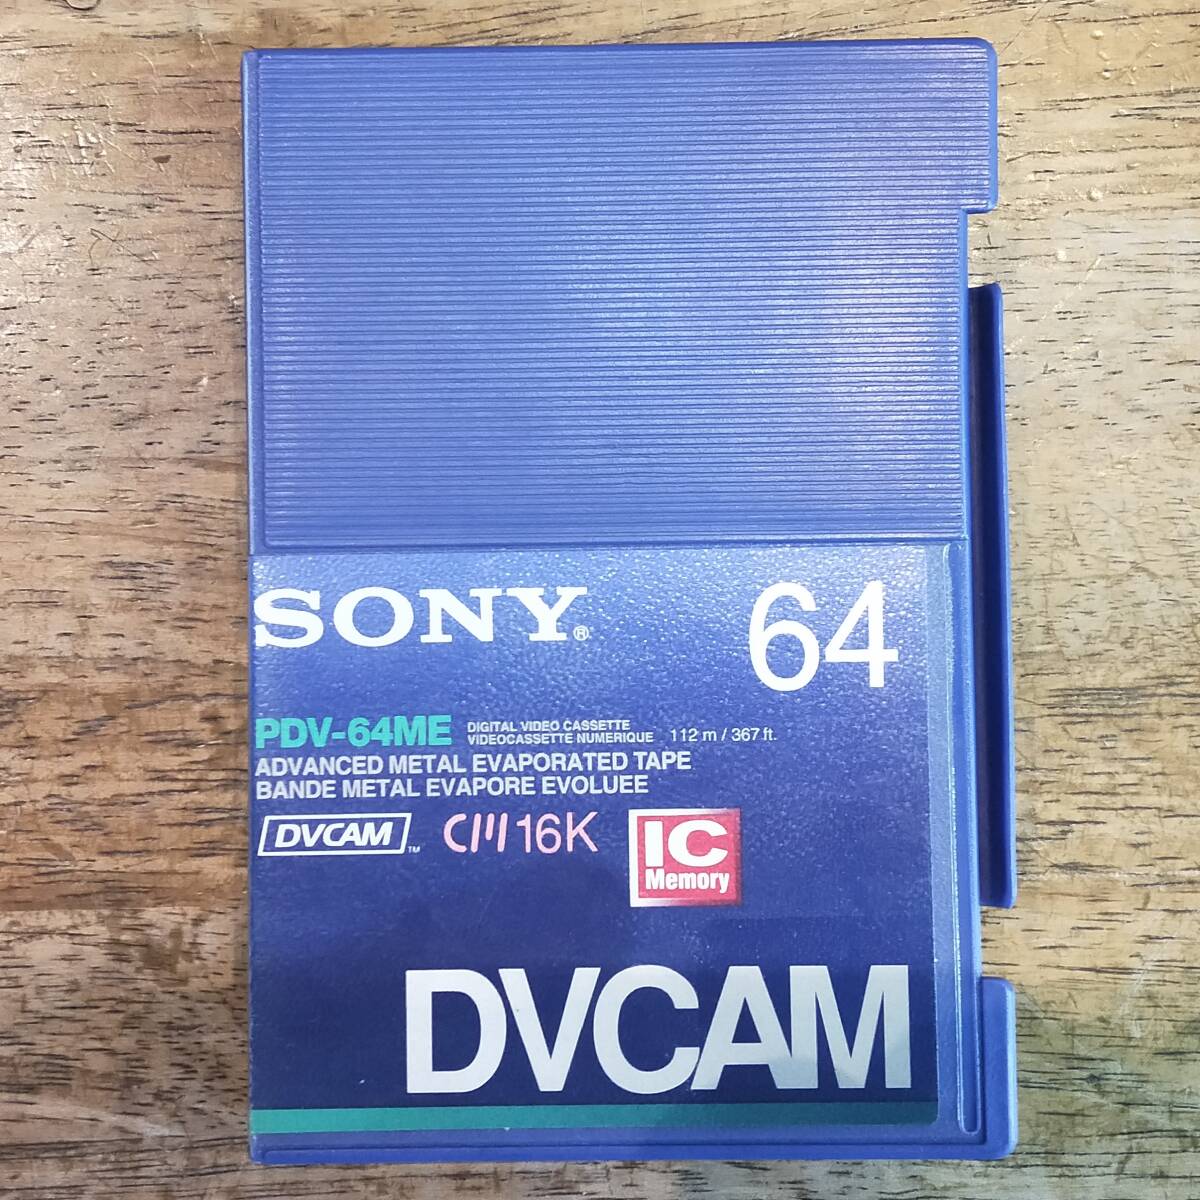 SONY® 64
PDV-64ME DIGITAL VIDEO CASSETTE
VIDEOCASSETTE NUMERIQUE 112 m / 367 ft.
ADVANCED METAL EVAPORATED TAPE
BANDE METAL EVAPORE EVOLUEE
DVCAM™ CM 16K IC
Memory
DVCAM